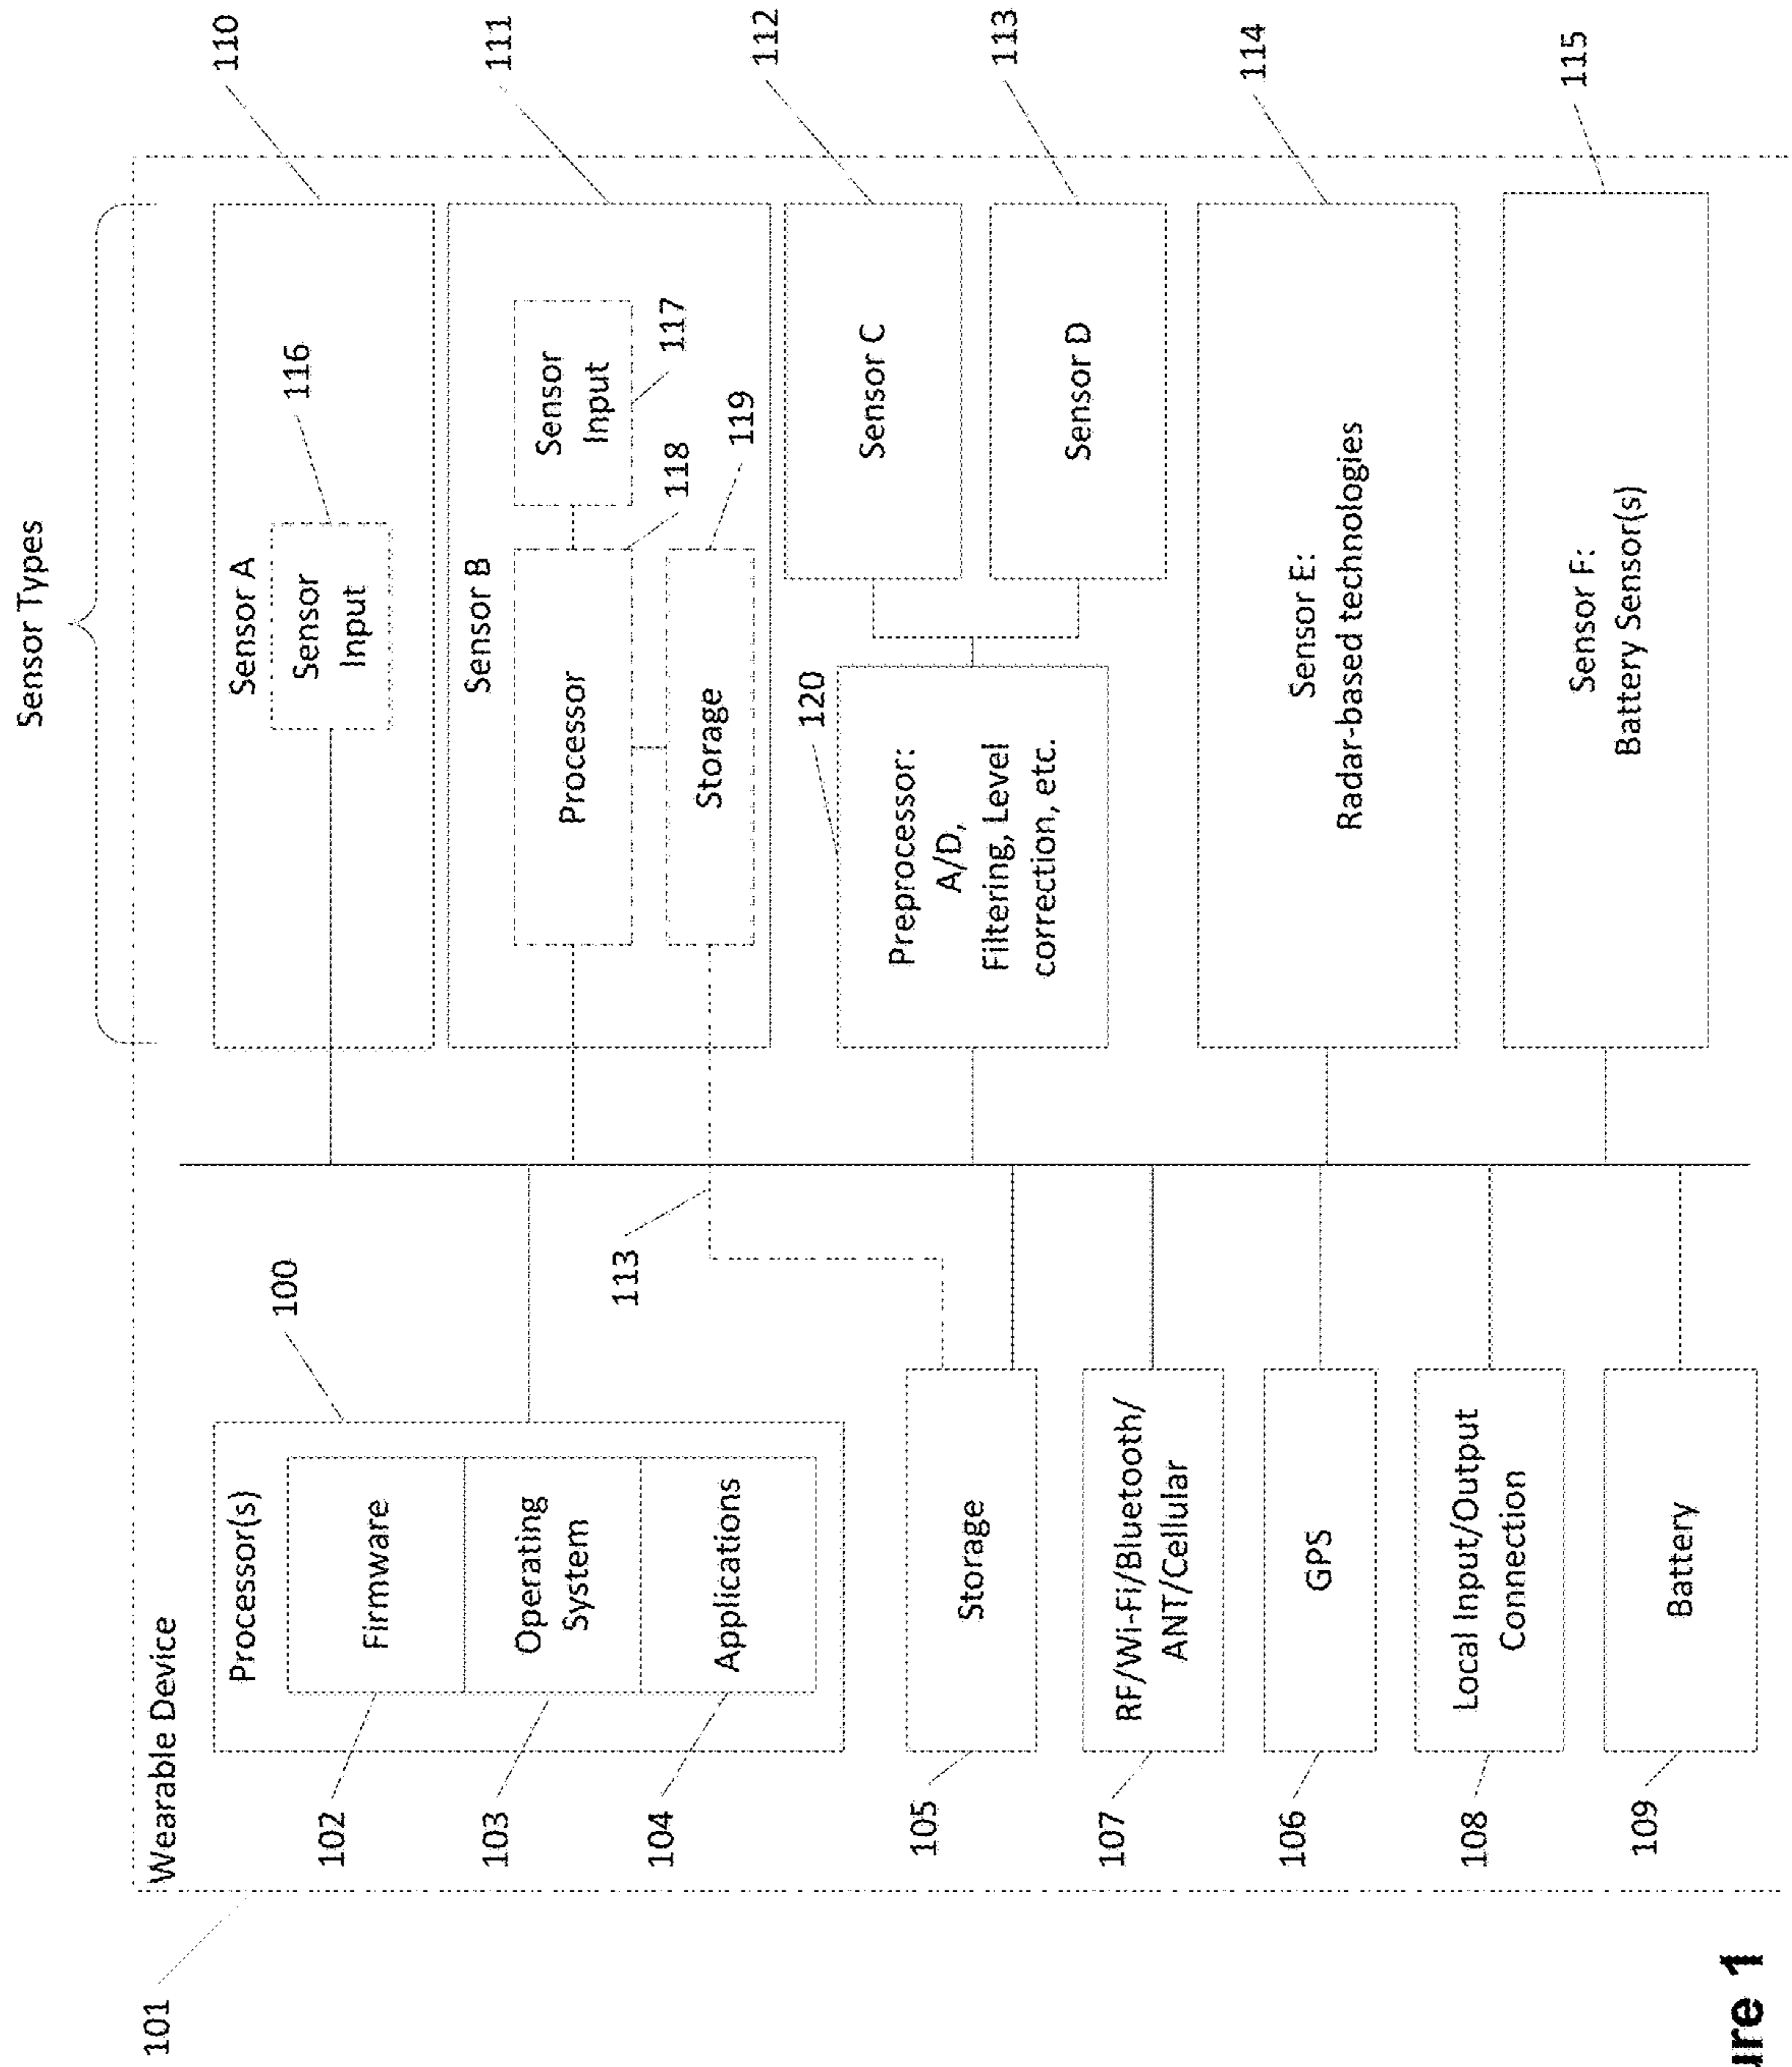 Sensor Types
101
Wearable Device
Processor(s)
100
Firmware
102
Operating
System
103
Applications
104
113
Storage
105
RF/Wi-Fi/Bluetooth/
ANT/Cellular
107
GPS
106
Local Input/Output
Connection
108
Battery
109
Sensor A
110
Sensor
Input
116
Sensor B
111
Processor
118
Sensor
Input
117
Storage
119
Preprocessor:
A/D,
Filtering, Level
correction, etc.
120
Sensor C
112
Sensor D
113
Sensor E:
Radar-based technologies
114
Sensor F:
Battery Sensor(s)
115
ure 1